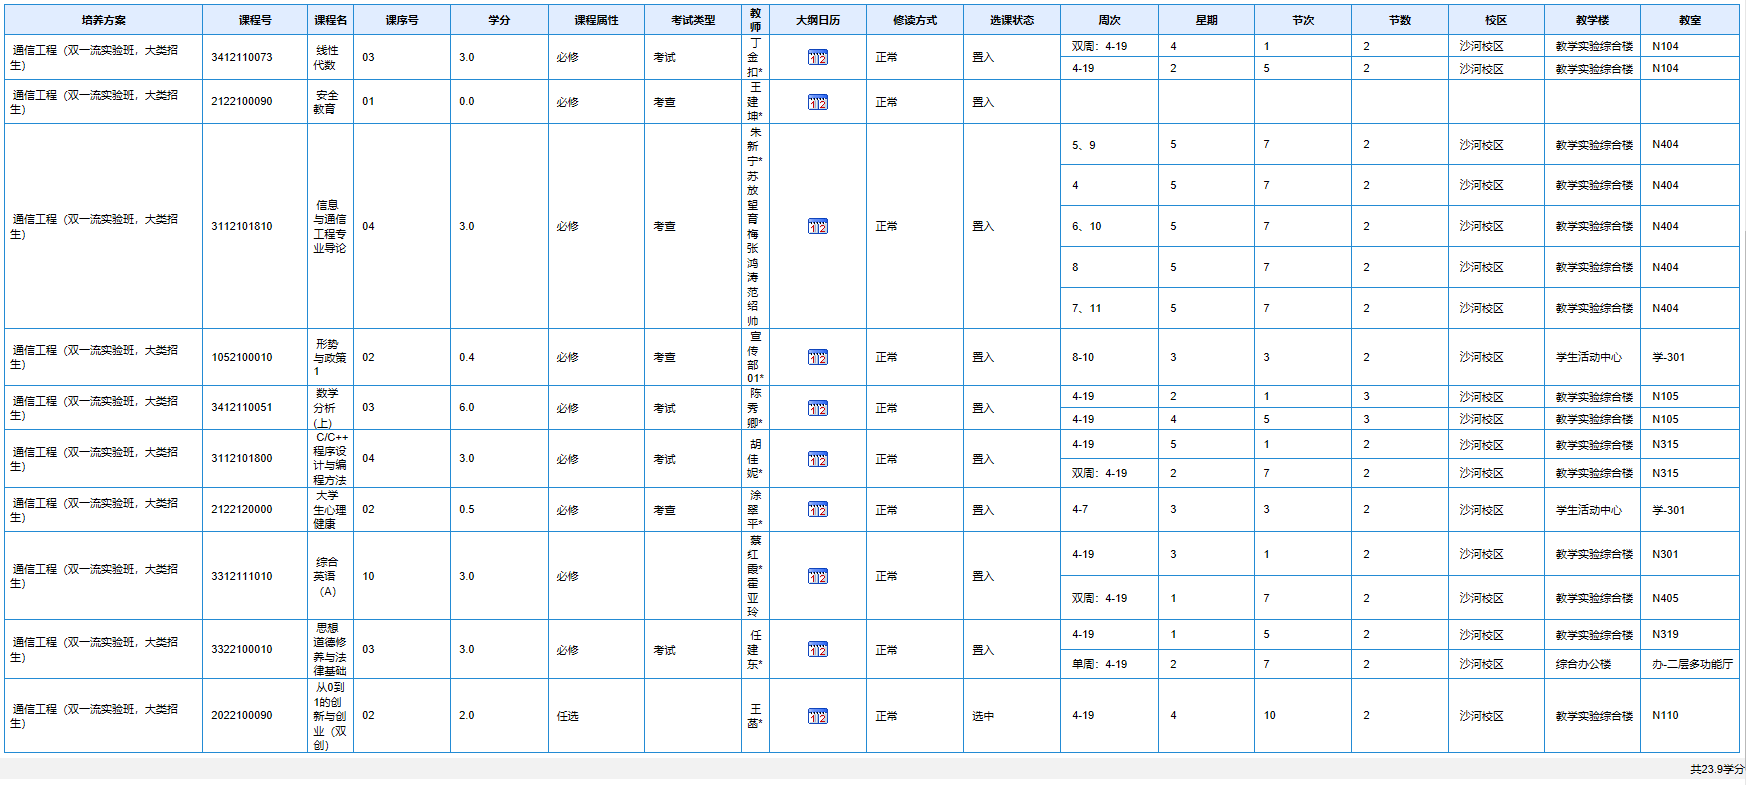 培养方案 课程号 课程名 课序号 学分 课程属性 考试类型 教师 大纲日历 修读方式 选课状态 周次 星期 节次 节数 校区 教学楼 教室
通信工程（双一流实验班，大类招生） 3412110073 线性代数 03 3.0 必修 考试 丁金扣* 正常 置入 双周：4-19 4 1 2 沙河校区 教学实验综合楼 N104
4-19 2 5 2 沙河校区 教学实验综合楼 N104
通信工程（双一流实验班，大类招生） 2122100090 安全教育 01 0.0 必修 考查 王建坤* 正常 置入
通信工程（双一流实验班，大类招生） 3112101810 信息与通信工程专业导论 04 3.0 必修 考查 朱新宁* 苏放 望育梅 张鸿涛 范绍帅 正常 置入 5、9 5 7 2 沙河校区 教学实验综合楼 N404
4 5 7 2 沙河校区 教学实验综合楼 N404
6、10 5 7 2 沙河校区 教学实验综合楼 N404
8 5 7 2 沙河校区 教学实验综合楼 N404
7、11 5 7 2 沙河校区 教学实验综合楼 N404
通信工程（双一流实验班，大类招生） 1052100010 形势与政策1 02 0.4 必修 考查 宣传部01* 正常 置入 8-10 3 3 2 沙河校区 学生活动中心 学-301
通信工程（双一流实验班，大类招生） 3412110051 数学分析(上) 03 6.0 必修 考试 陈秀卿* 正常 置入 4-19 2 1 3 沙河校区 教学实验综合楼 N105
4-19 4 5 3 沙河校区 教学实验综合楼 N105
通信工程（双一流实验班，大类招生） 3112101800 C/C++程序设计与编程方法 04 3.0 必修 考试 胡佳妮* 正常 置入 4-19 5 1 2 沙河校区 教学实验综合楼 N315
双周：4-19 2 7 2 沙河校区 教学实验综合楼 N315
通信工程（双一流实验班，大类招生） 2122120000 大学生心理健康 02 0.5 必修 考查 涂翠平* 正常 置入 4-7 3 3 2 沙河校区 学生活动中心 学-301
通信工程（双一流实验班，大类招生） 3312111010 综合英语（A） 10 3.0 必修 蔡红霞* 霍亚玲 正常 置入 4-19 3 1 2 沙河校区 教学实验综合楼 N301
双周：4-19 1 7 2 沙河校区 教学实验综合楼 N405
通信工程（双一流实验班，大类招生） 3322100010 思想道德修养与法律基础 03 3.0 必修 考试 任建东* 正常 置入 4-19 1 5 2 沙河校区 教学实验综合楼 N319
单周：4-19 2 7 2 沙河校区 综合办公楼 办-二层多功能厅
通信工程（双一流实验班，大类招生） 2022100090 从0到1的创新与创业（双创） 02 2.0 任选 王菡* 正常 选中 4-19 4 10 2 沙河校区 教学实验综合楼 N110
共23.9学分